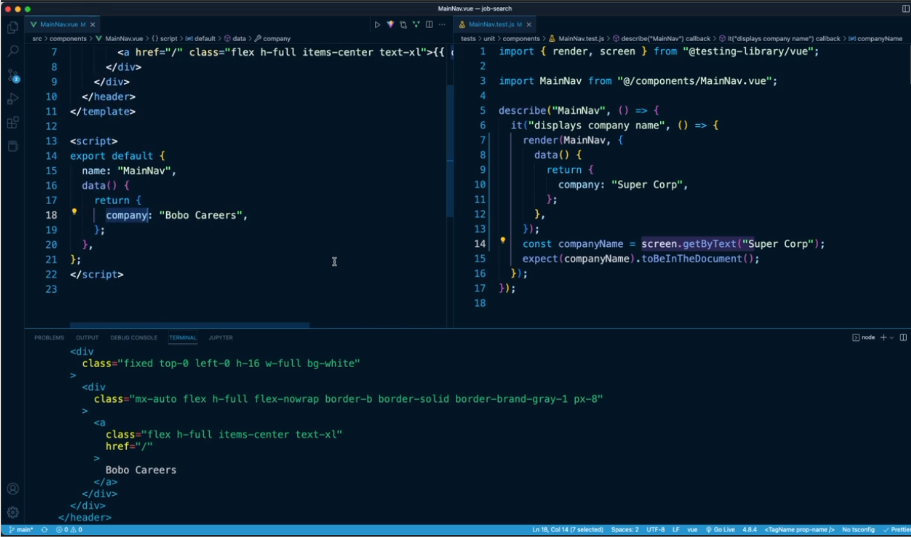 MainNav.vue — job-search
MainNav.vue M
src > components > MainNav.vue > {} script > default > data > company
7 <a href="/" class="flex h-full items-center text-xl">{{
8 </div>
9 </div>
10 </header>
11 </template>
12
13 <script>
14 export default {
15 name: "MainNav",
16 data() {
17 return {
18 company: "Bobo Careers",
19 };
20 },
21 };
22 </script>
23
MainNav.test.js M
tests > unit > components > MainNav.test.js > describe("MainNav") callback > it("displays company name") callback > companyName
1 import { render, screen } from "@testing-library/vue";
2
3 import MainNav from "@/components/MainNav.vue";
4
5 describe("MainNav", () => {
6 it("displays company name", () => {
7 render(MainNav, {
8 data() {
9 return {
10 company: "Super Corp",
11 };
12 },
13 });
14 const companyName = screen.getByText("Super Corp");
15 expect(companyName).toBeInTheDocument();
16 });
17 });
18
PROBLEMS OUTPUT DEBUG CONSOLE TERMINAL JUPYTER
node
<div
class="fixed top-0 left-0 h-16 w-full bg-white"
>
<div
class="mx-auto flex h-full flex-nowrap border-b border-solid border-brand-gray-1 px-8"
>
<a
class="flex h-full items-center text-xl"
href="/"
>
Bobo Careers
</a>
</div>
</div>
</header>
main* 0 0 Ln 18, Col 14 (7 selected) Spaces: 2 UTF-8 LF vue Go Live 4.8.4 <TagName prop-name /> No tsconfig Prettier